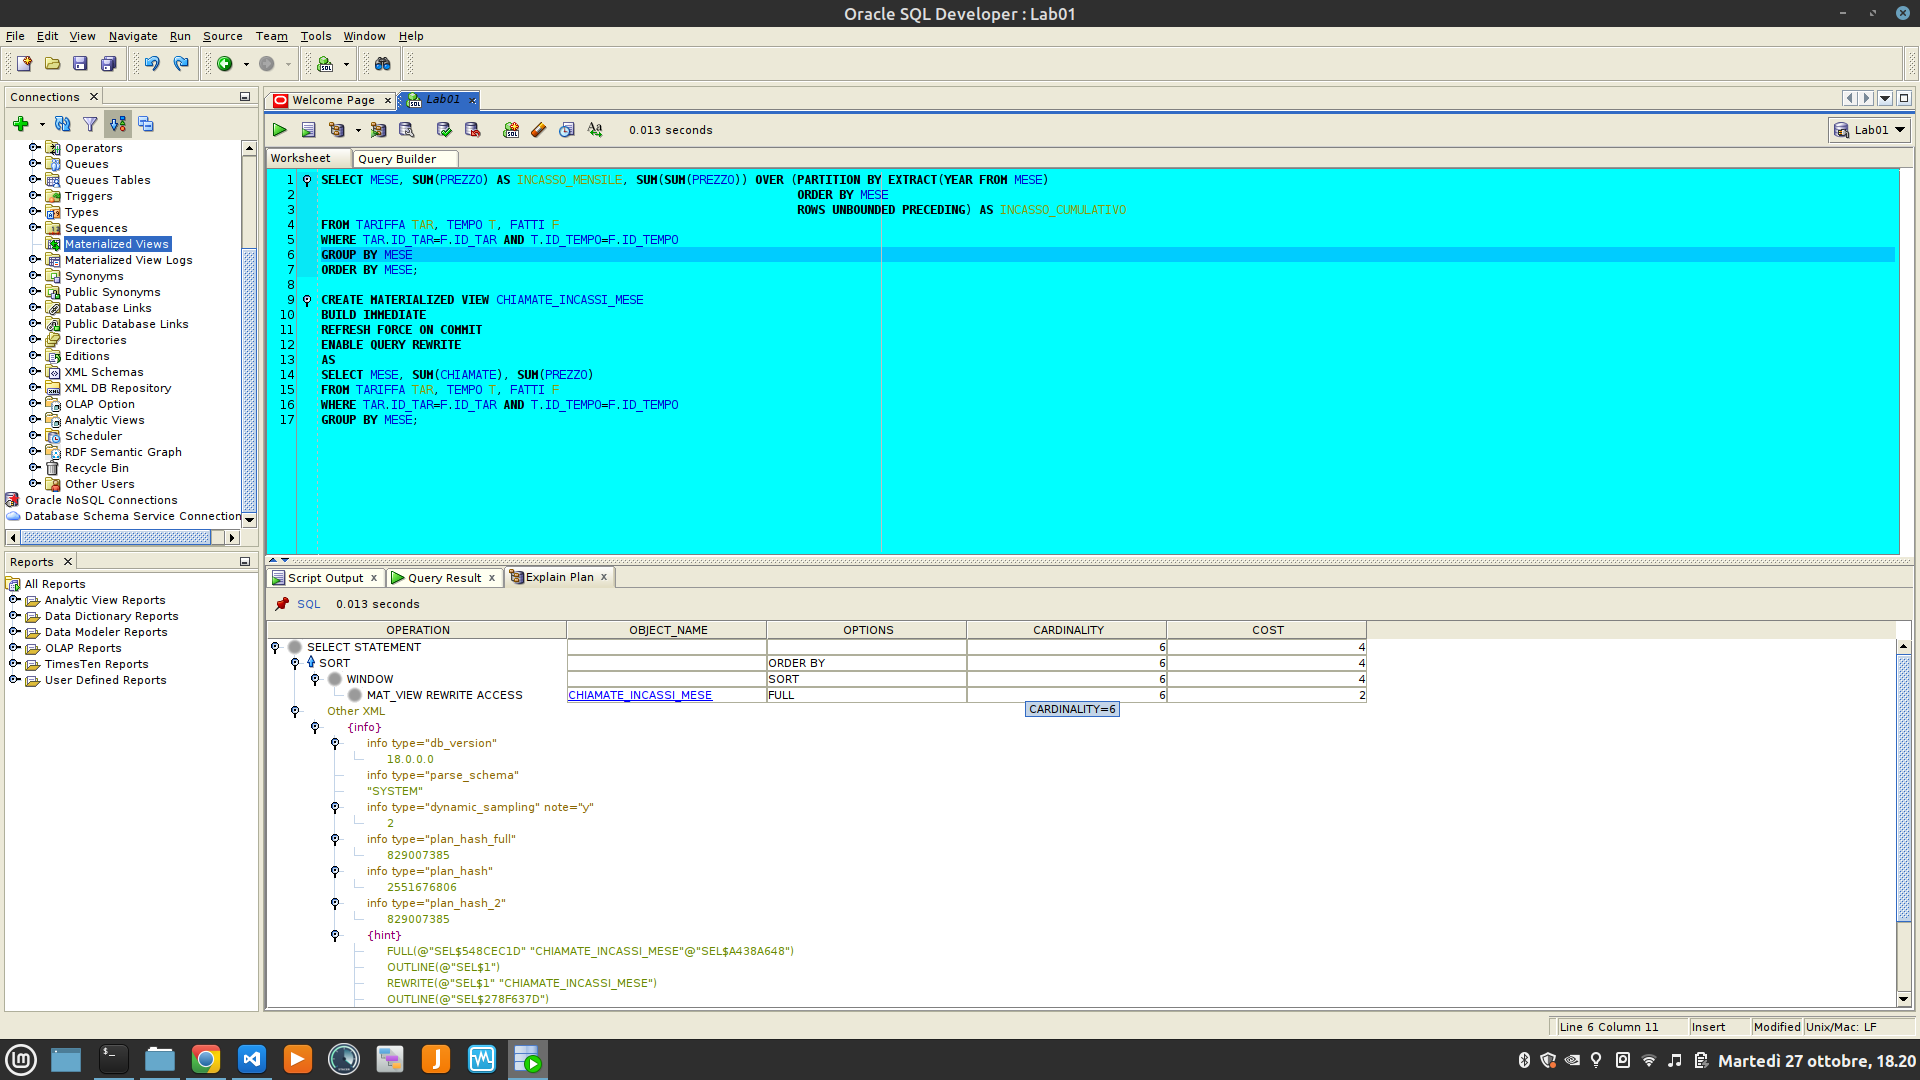 Oracle SQL Developer : Lab01
File Edit View Navigate Run Source Team Tools Window Help
Connections
Operators
Queues
Queues Tables
Triggers
Types
Sequences
Materialized Views
Materialized View Logs
Synonyms
Public Synonyms
Database Links
Public Database Links
Directories
Editions
XML Schemas
XML DB Repository
OLAP Option
Analytic Views
Scheduler
RDF Semantic Graph
Recycle Bin
Other Users
Oracle NoSQL Connections
Database Schema Service Connection
Reports
All Reports
Analytic View Reports
Data Dictionary Reports
Data Modeler Reports
OLAP Reports
TimesTen Reports
User Defined Reports
Welcome Page Lab01
0.013 seconds Lab01
Worksheet Query Builder
1 SELECT MESE, SUM(PREZZO) AS INCASSO_MENSILE, SUM(SUM(PREZZO)) OVER (PARTITION BY EXTRACT(YEAR FROM MESE)
2 ORDER BY MESE
3 ROWS UNBOUNDED PRECEDING) AS INCASSO_CUMULATIVO
4 FROM TARIFFA TAR, TEMPO T, FATTI F
5 WHERE TAR.ID_TAR=F.ID_TAR AND T.ID_TEMPO=F.ID_TEMPO
6 GROUP BY MESE
7 ORDER BY MESE;
8
9 CREATE MATERIALIZED VIEW CHIAMATE_INCASSI_MESE
10 BUILD IMMEDIATE
11 REFRESH FORCE ON COMMIT
12 ENABLE QUERY REWRITE
13 AS
14 SELECT MESE, SUM(CHIAMATE), SUM(PREZZO)
15 FROM TARIFFA TAR, TEMPO T, FATTI F
16 WHERE TAR.ID_TAR=F.ID_TAR AND T.ID_TEMPO=F.ID_TEMPO
17 GROUP BY MESE;
Script Output Query Result Explain Plan
SQL 0.013 seconds
OPERATION OBJECT_NAME OPTIONS CARDINALITY COST
SELECT STATEMENT 6 4
SORT ORDER BY 6 4
WINDOW SORT 6 4
MAT_VIEW REWRITE ACCESS CHIAMATE_INCASSI_MESE FULL 6 2
CARDINALITY=6
Other XML
{info}
info type="db_version"
18.0.0.0
info type="parse_schema"
"SYSTEM"
info type="dynamic_sampling" note="y"
2
info type="plan_hash_full"
829007385
info type="plan_hash"
2551676806
info type="plan_hash_2"
829007385
{hint}
FULL(@"SEL$548CEC1D" "CHIAMATE_INCASSI_MESE"@"SEL$A438A648")
OUTLINE(@"SEL$1")
REWRITE(@"SEL$1" "CHIAMATE_INCASSI_MESE")
OUTLINE(@"SEL$278F637D")
Line 6 Column 11 Insert Modified Unix/Mac: LF
Martedì 27 ottobre, 18.20